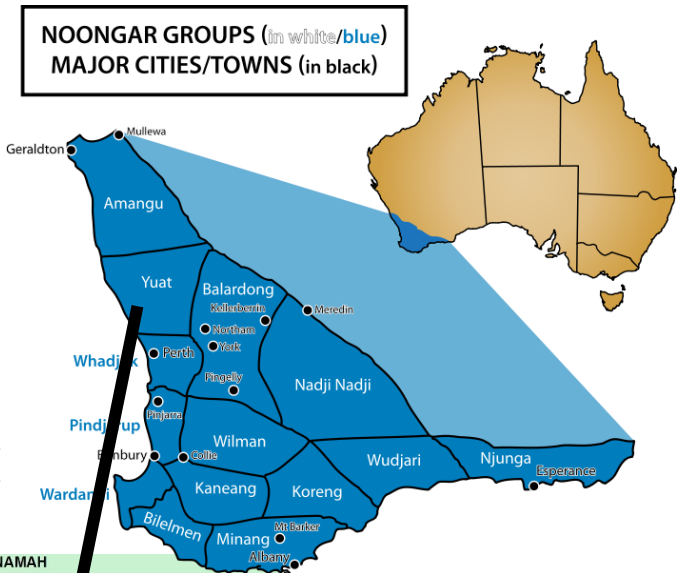 NOONGAR GROUPS (in white/blue)
MAJOR CITIES/TOWNS (in black)
Mullewa
Geraldton
Amangu
Yuat
Balardong
Kellerberrin
Meredin
Northam
York
Perth
Pingelly
Nadji Nadji
Pinjarra
Wilman
Collie
Wudjari
Njunga
Esperance
Kaneang
Koreng
Bilelmen
Minang
Mt Barker
Albany
NAMAH